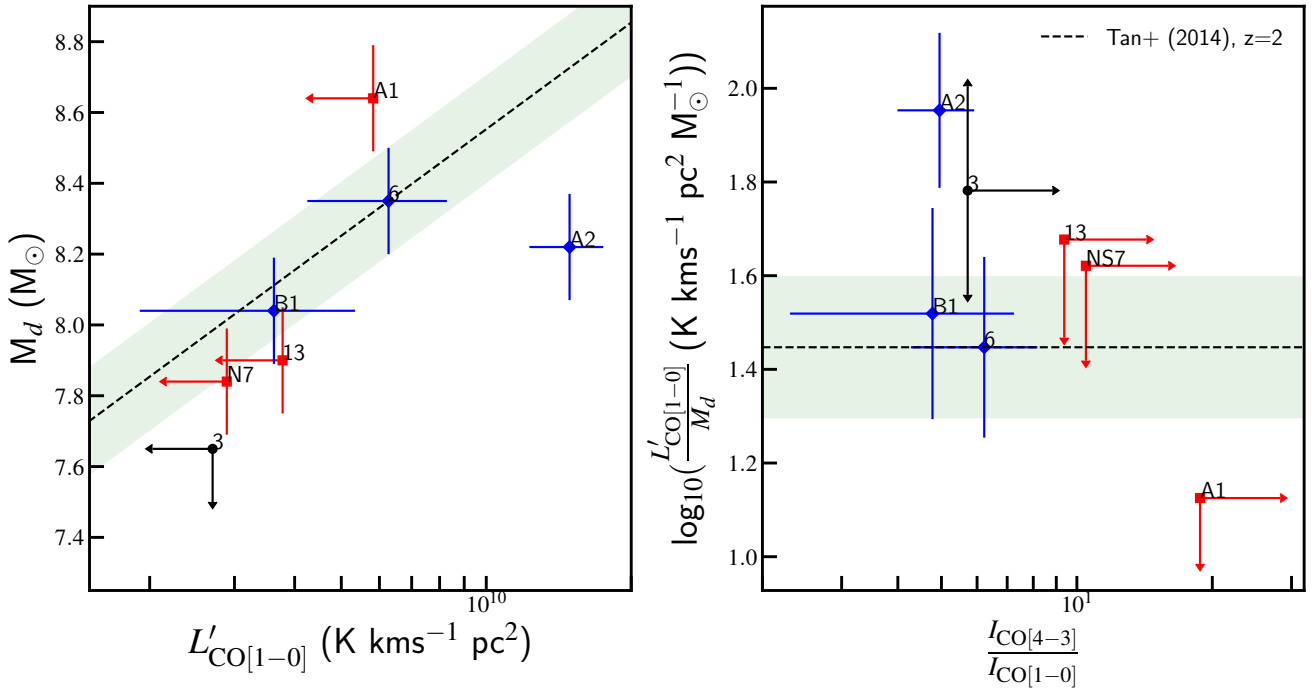 8.8
8.6
8.4
8.2
8.0
7.8
7.6
7.4
M_d (M_⊙)
A1
6
A2
B1
13
N7
3
10^10
L′_CO[1−0] (K kms^−1 pc^2)
Tan+ (2014), z=2
2.0
1.8
1.6
1.4
1.2
1.0
log_10(L′_CO[1−0]/M_d (K kms^−1 pc^2 M_⊙^−1))
A2
3
13
NS7
B1
6
A1
10^1
I_CO[4−3]
I_CO[1−0]